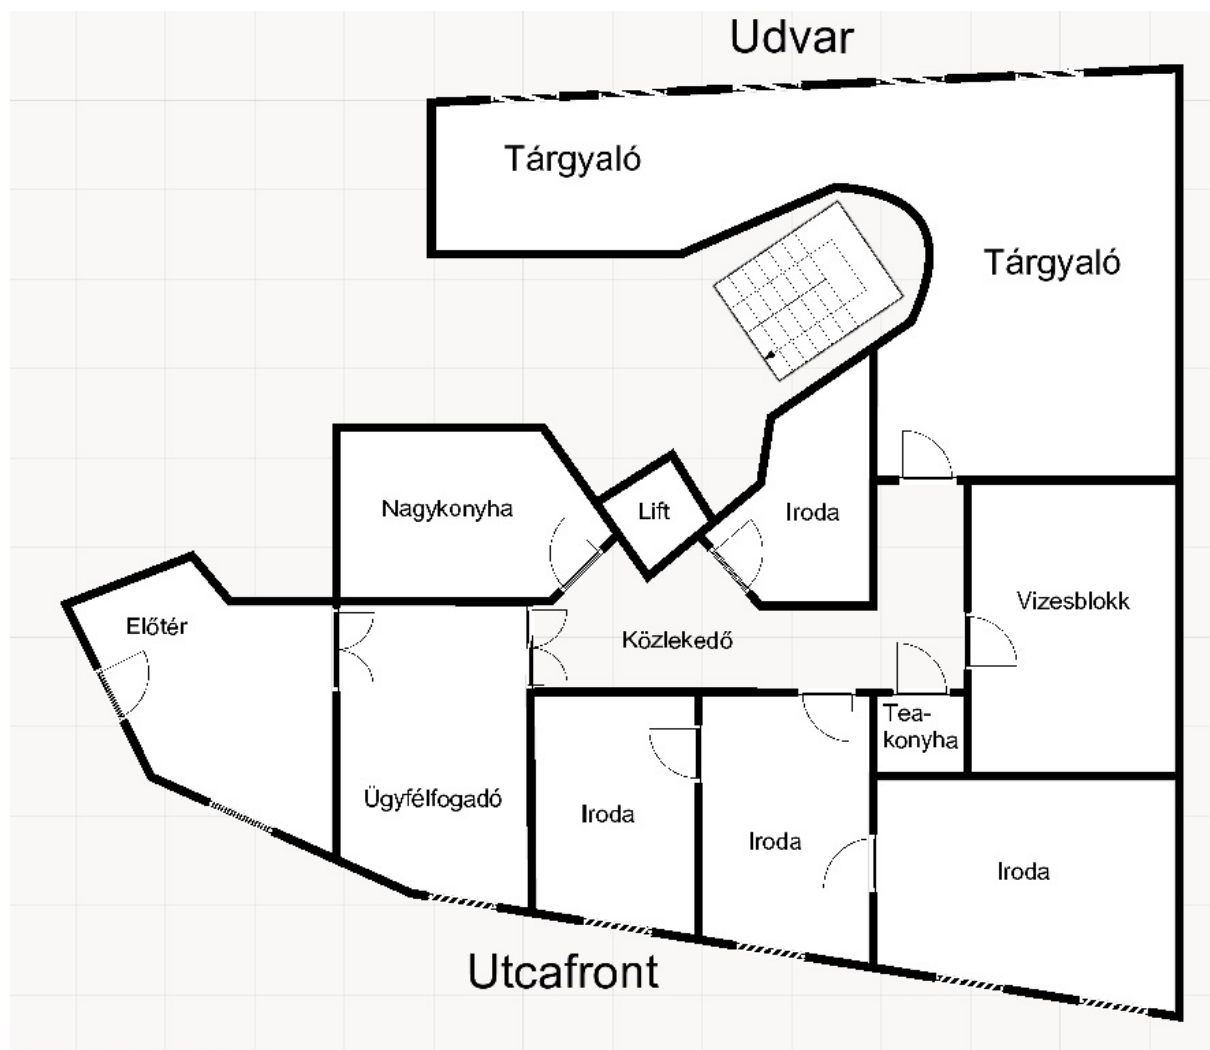 Udvar
Tárgyaló
Tárgyaló
Nagykonyha
Lift
Iroda
Vizesblokk
Előtér
Közlekedő
Tea-
konyha
Ügyfélfogadó
Iroda
Iroda
Iroda
Utcafront